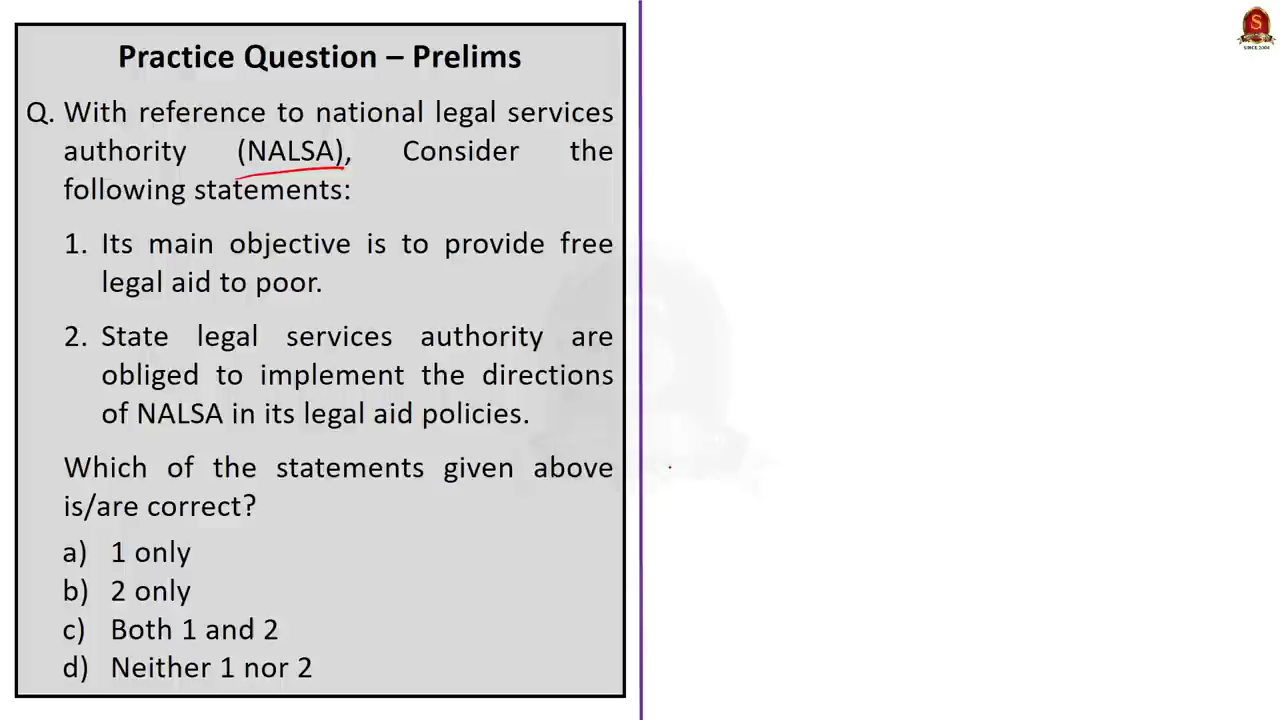 Practice Question – Prelims
Q. With reference to national legal services
authority (NALSA), Consider the
following statements:
1. Its main objective is to provide free
legal aid to poor.
2. State legal services authority are
obliged to implement the directions
of NALSA in its legal aid policies.
Which of the statements given above
is/are correct?
a) 1 only
b) 2 only
c) Both 1 and 2
d) Neither 1 nor 2
S
SINCE 2004